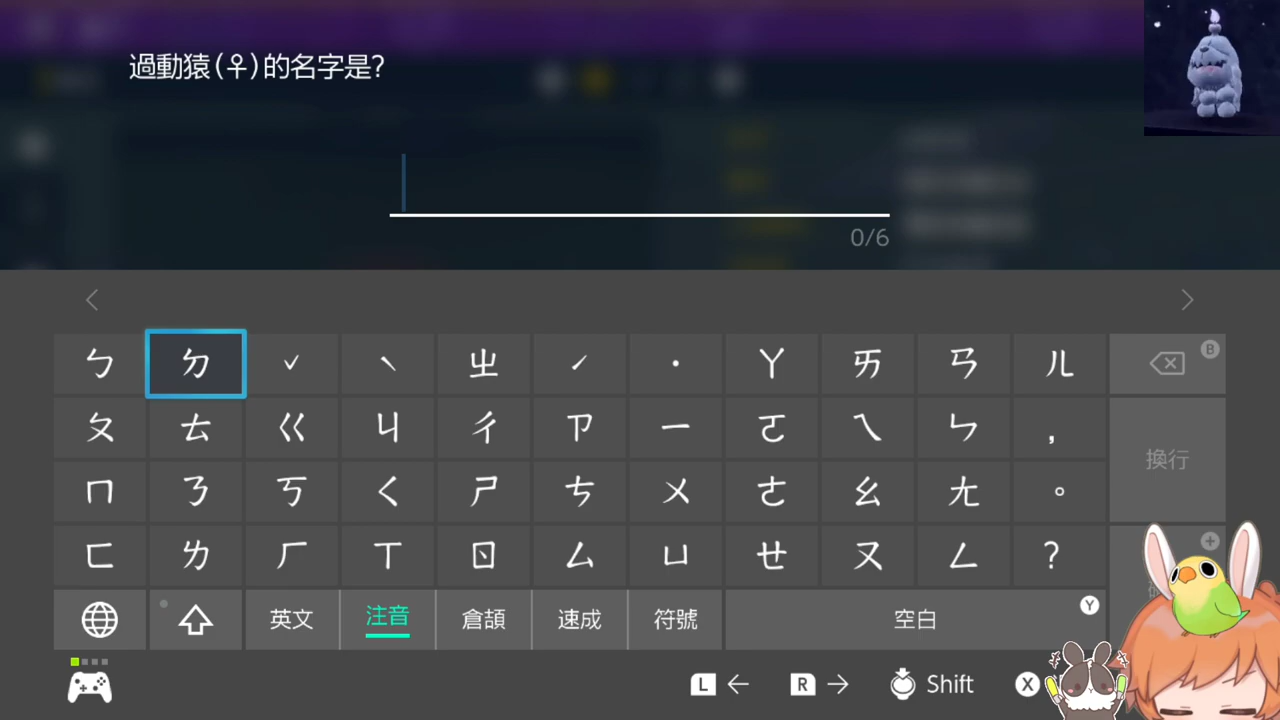 過動猿(♀)的名字是?
0/6
ㄅ ㄉ ˇ ˋ ㄓ ˊ ˙ ㄚ ㄞ ㄢ ㄦ B
ㄆ ㄊ ㄍ ㄐ ㄔ ㄗ ㄧ ㄛ ㄟ ㄣ , 換行
ㄇ ㄋ ㄎ ㄑ ㄕ ㄘ ㄨ ㄜ ㄠ ㄤ 。
ㄈ ㄌ ㄏ ㄒ ㄖ ㄙ ㄩ ㄝ ㄡ ㄥ ?
英文 注音 倉頡 速成 符號 空白 Y
L ← R → Shift X